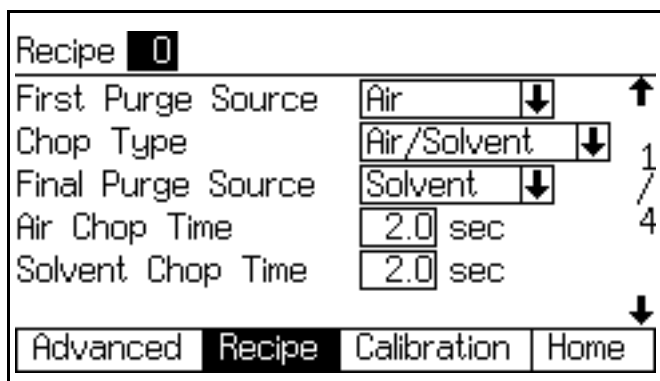 Recipe 0
First Purge Source Air
Chop Type Air/Solvent
Final Purge Source Solvent
Air Chop Time 2.0 sec
Solvent Chop Time 2.0 sec
1/4
Advanced Recipe Calibration Home